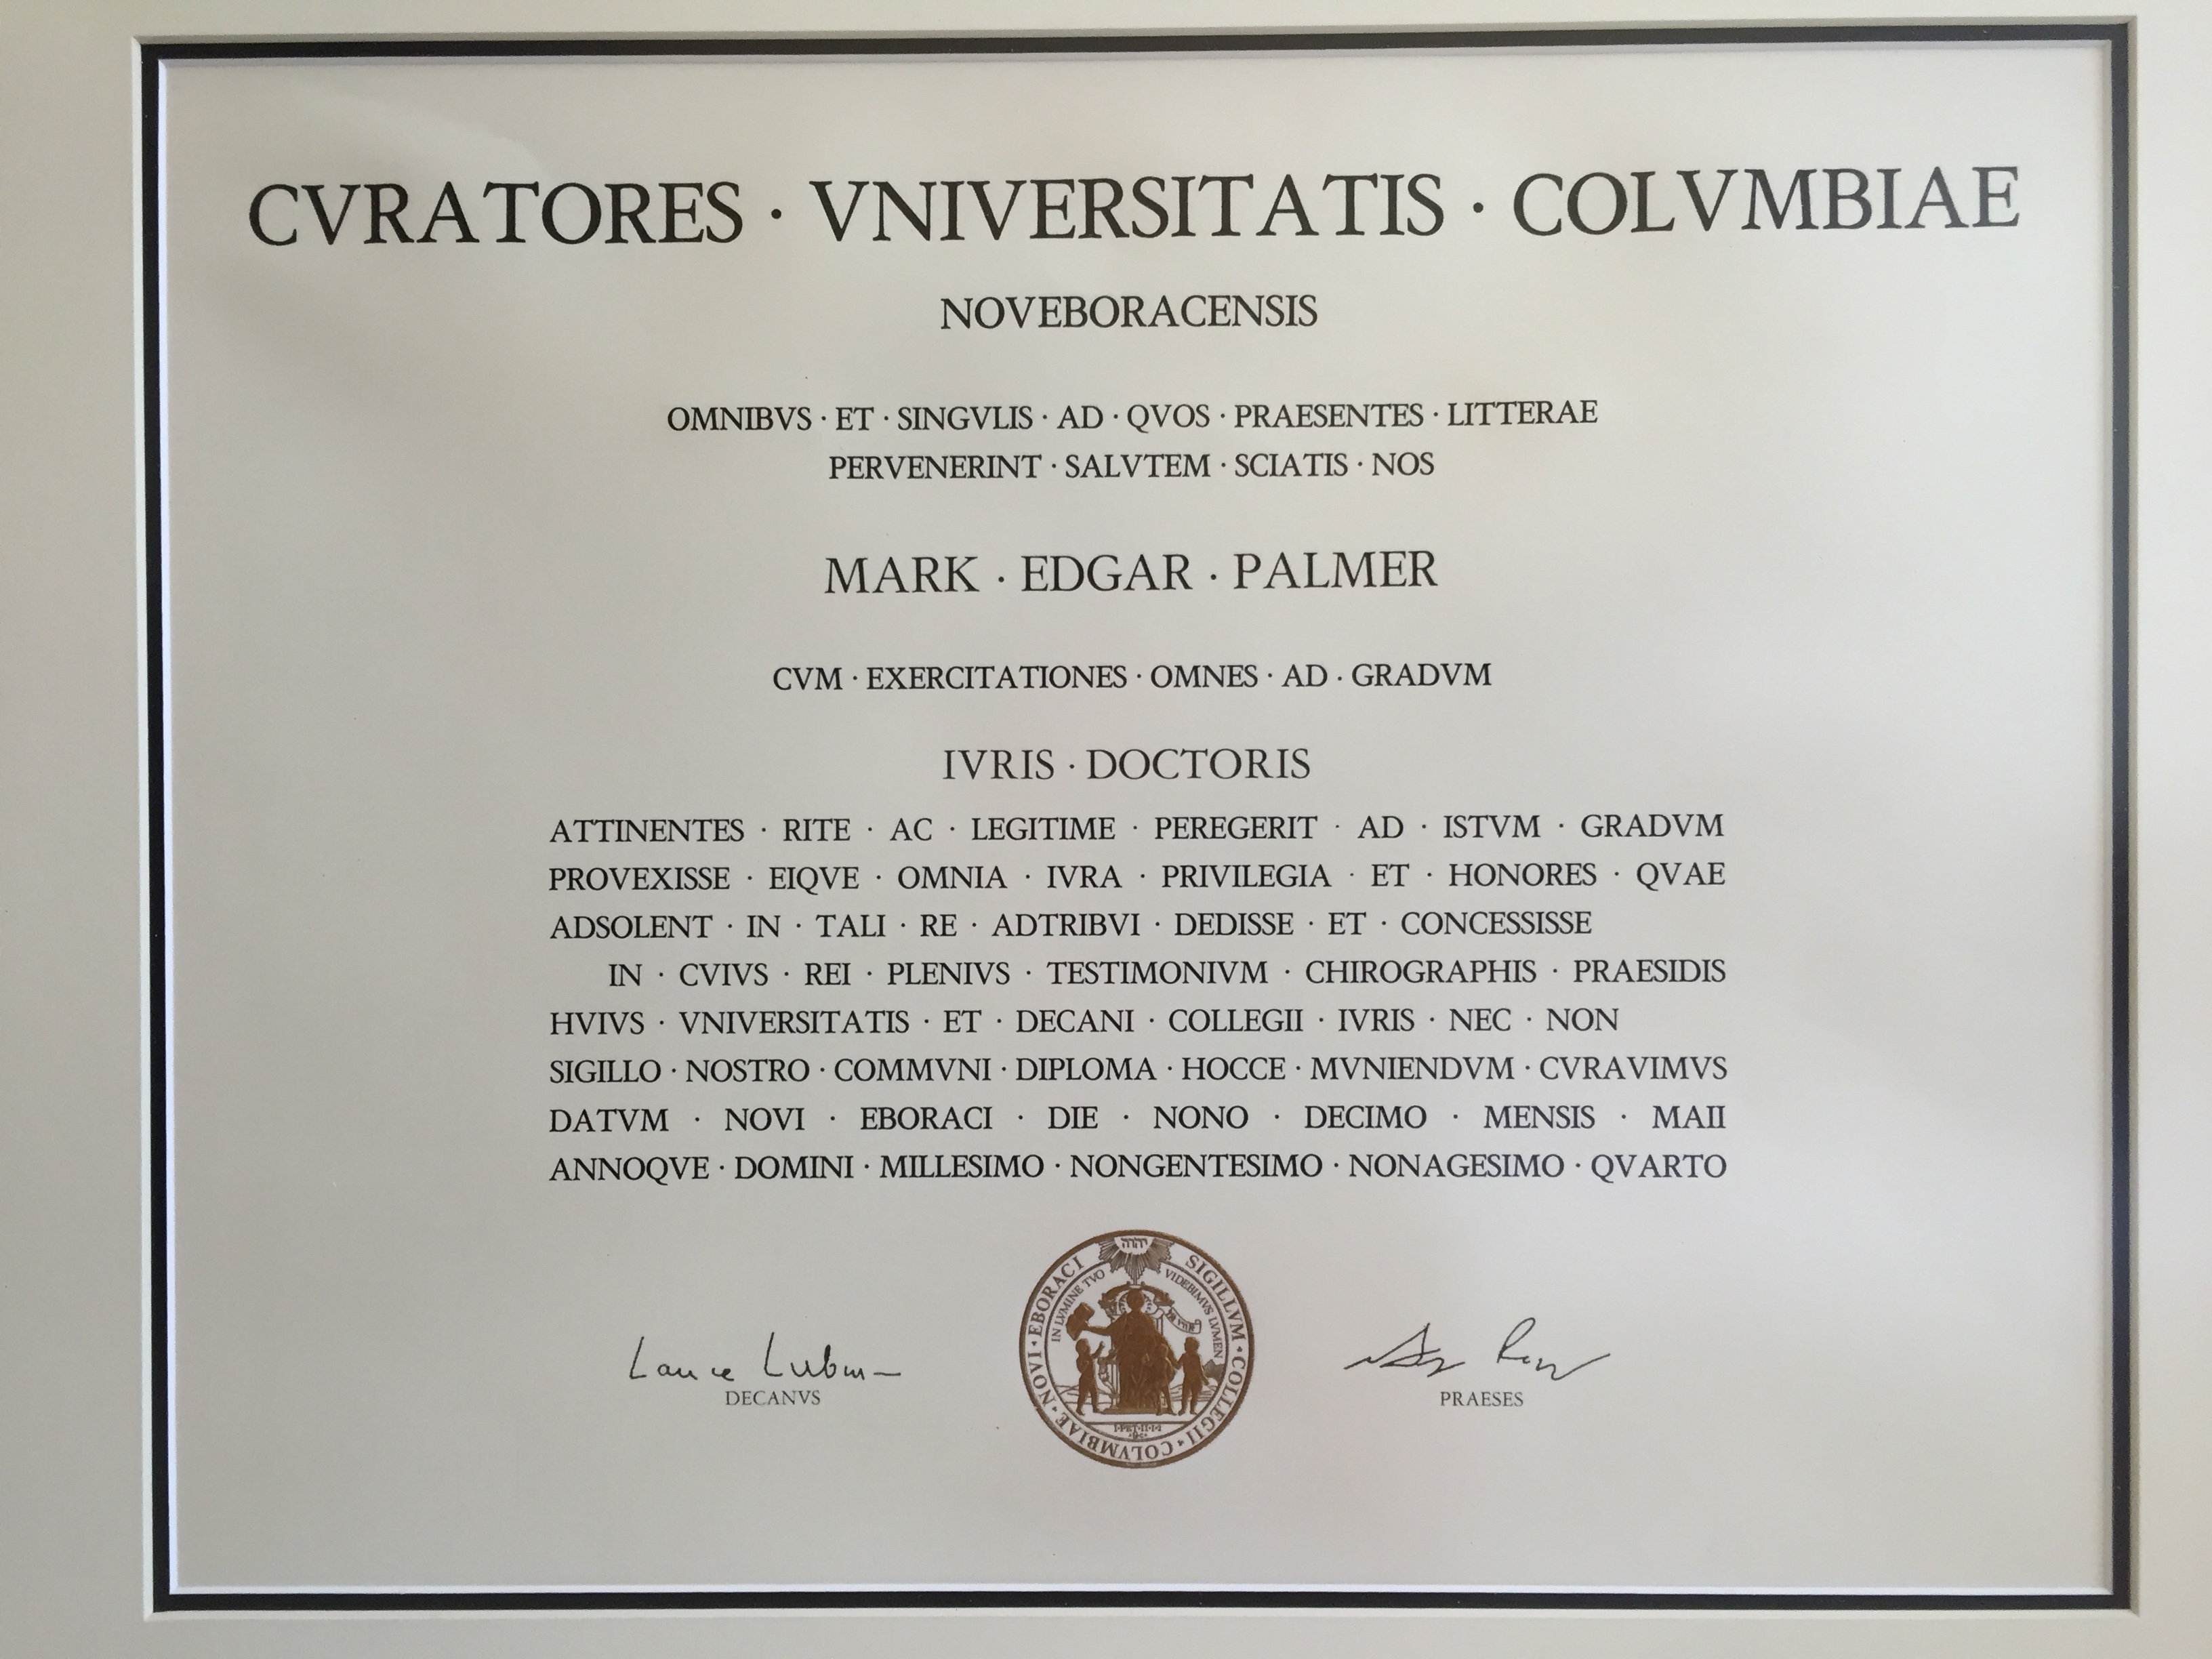 CVRATORES · VNIVERSITATIS · COLVMBIAE
NOVEBORACENSIS
OMNIBVS · ET · SINGVLIS · AD · QVOS · PRAESENTES · LITTERAE
PERVENERINT · SALVTEM · SCIATIS · NOS
MARK · EDGAR · PALMER
CVM · EXERCITATIONES · OMNES · AD · GRADVM
IVRIS · DOCTORIS
ATTINENTES · RITE · AC · LEGITIME · PEREGERIT · AD · ISTVM · GRADVM
PROVEXISSE · EIQVE · OMNIA · IVRA · PRIVILEGIA · ET · HONORES · QVAE
ADSOLENT · IN · TALI · RE · ADTRIBVI · DEDISSE · ET · CONCESSISSE
IN · CVIVS · REI · PLENIVS · TESTIMONIVM · CHIROGRAPHIS · PRAESIDIS
HVIVS · VNIVERSITATIS · ET · DECANI · COLLEGII · IVRIS · NEC · NON
SIGILLO · NOSTRO · COMMVNI · DIPLOMA · HOCCE · MVNIENDVM · CVRAVIMVS
DATVM · NOVI · EBORACI · DIE · NONO · DECIMO · MENSIS · MAII
ANNOQVE · DOMINI · MILLESIMO · NONGENTESIMO · NONAGESIMO · QVARTO
SIGILLVM · COLLEGII · COLVMBIAE · NOVI · EBORACI
יהוה
IN LVMINE TVO VIDEBIMVS LVMEN
Lance
DECANVS
PRAESES